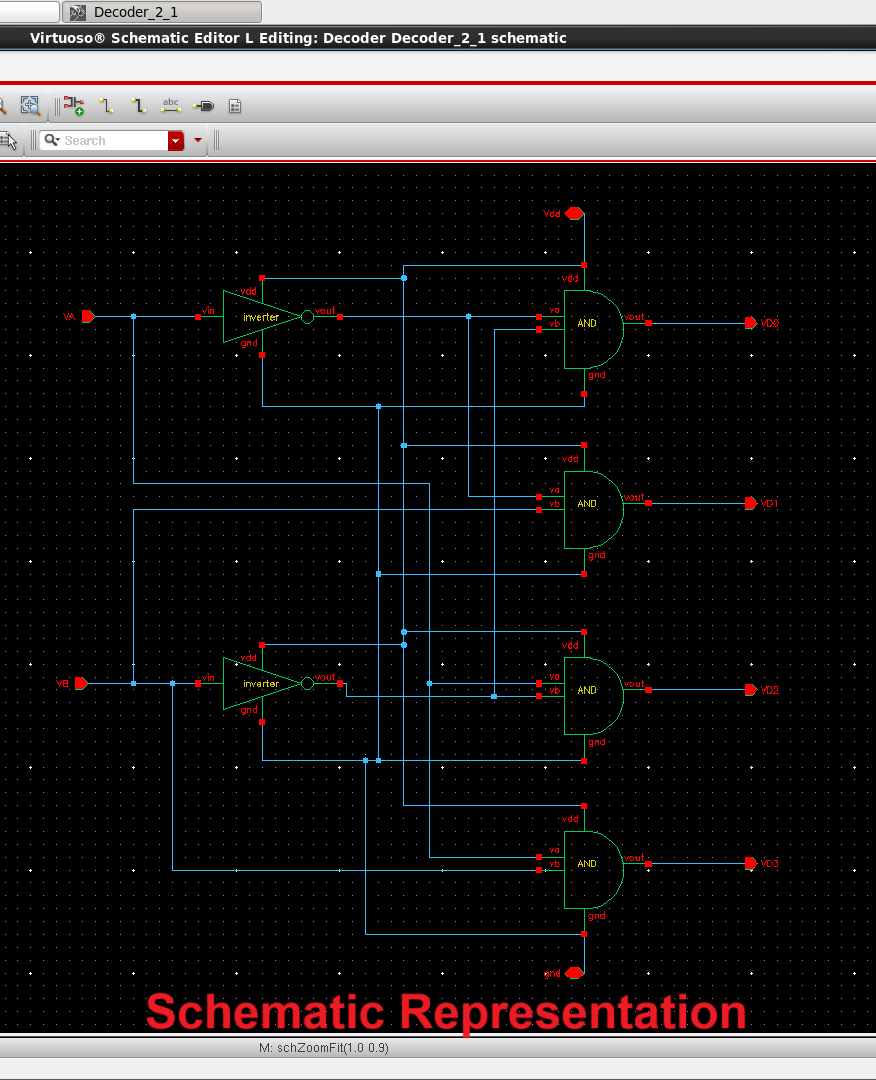 Decoder_2_1
Virtuoso® Schematic Editor L Editing: Decoder Decoder_2_1 schematic
abc
Search
Vdd
vdd
vdd
VA
vin
inverter
vout
va
vb
AND
vout
VD0
gnd
gnd
vdd
va
vb
AND
vout
VD1
gnd
vdd
vdd
VB
vin
inverter
vout
va
vb
AND
vout
VD2
gnd
gnd
vdd
va
vb
AND
vout
VD3
gnd
gnd
Schematic Representation
M: schZoomFit(1.0 0.9)